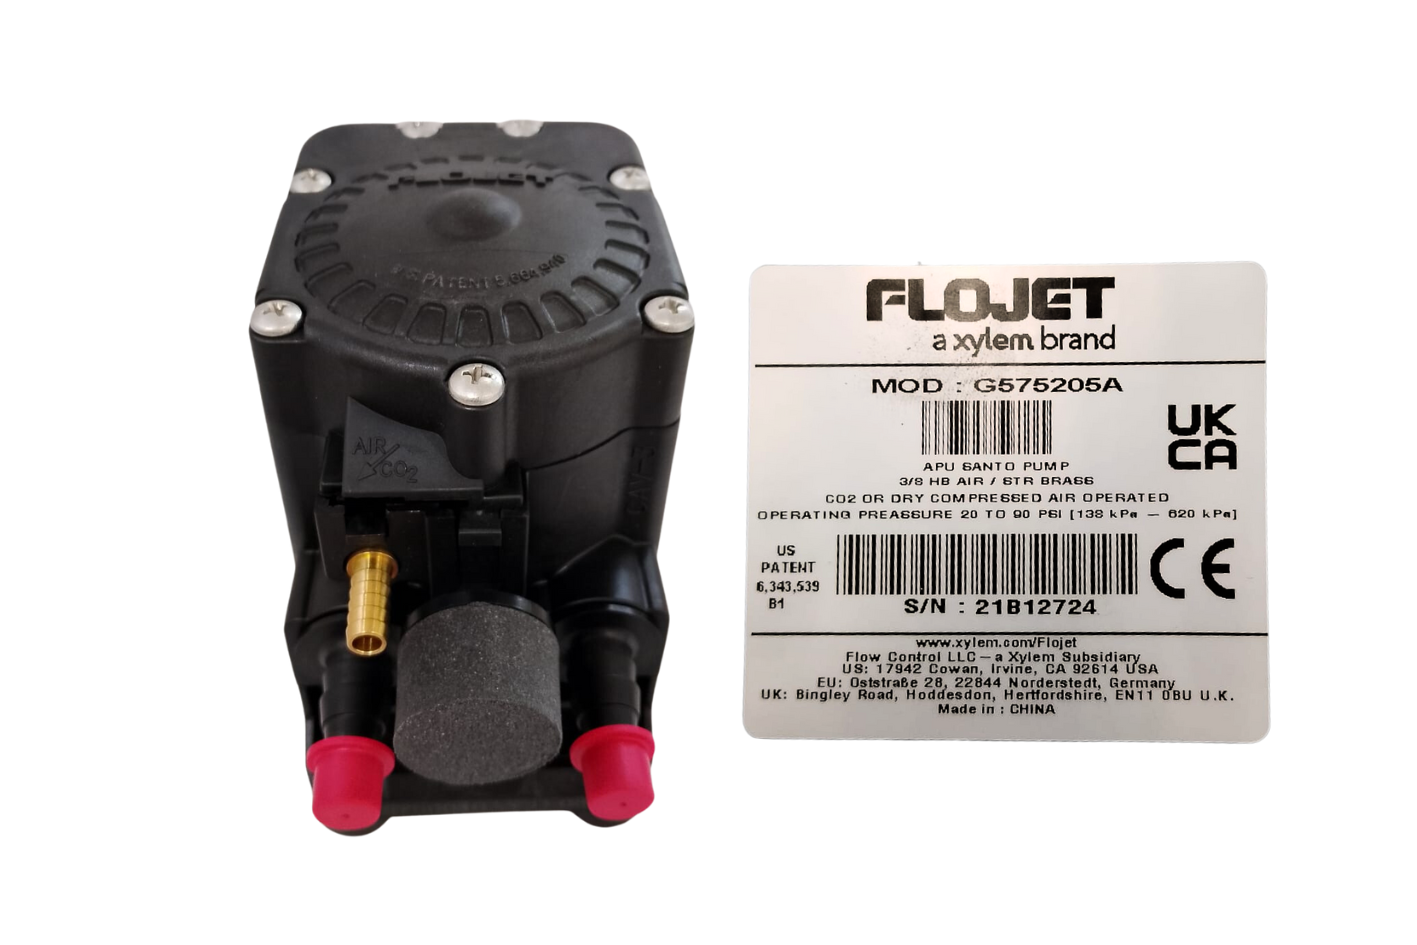 FLOJET
U.S. PATENT 5,664,940
AIR/
CO2
FLOJET
a xylem brand
MOD : G575205A
UK
CA
APU SANTO PUMP
3/8 HB AIR / STR BRASS
CO2 OR DRY COMPRESSED AIR OPERATED
OPERATING PREASSURE 20 TO 90 PSI [138 kPa – 620 kPa]
US
PATENT
6,343,539
B1
CE
S/N : 21B12724
www.xylem.com/Flojet
Flow Control LLC – a Xylem Subsidiary
US: 17942 Cowan, Irvine, CA 92614 USA
EU: Oststraße 28, 22844 Norderstedt, Germany
UK: Bingley Road, Hoddesdon, Hertfordshire, EN11 0BU U.K.
Made in : CHINA